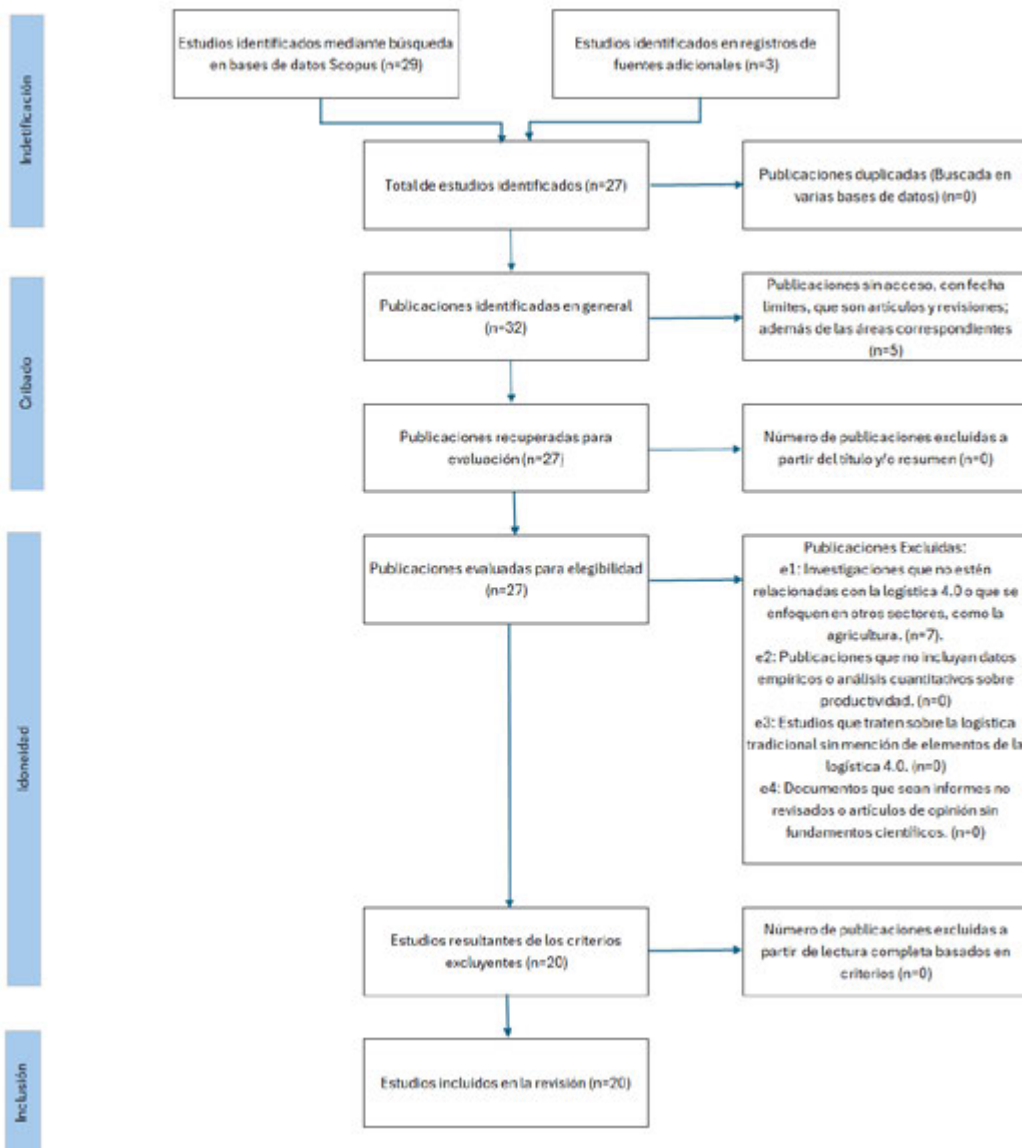 Indetificación
Estudios identificados mediante búsqueda
en bases de datos Scopus (n=29)
Estudios identificados en registros de
fuentes adicionales (n=3)
Total de estudios identificados (n=27)
Publicaciones duplicadas (Buscada en
varias bases de datos) (n=0)
Cribado
Publicaciones identificadas en general
(n=32)
Publicaciones sin acceso, con fecha
limites, que son artículos y revisiones;
además de las áreas correspondientes
(n=5)
Publicaciones recuperadas para
evaluación (n=27)
Número de publicaciones excluidas a
partir del título y/o resumen (n=0)
Idoneidad
Publicaciones evaluadas para elegibilidad
(n=27)
Publicaciones Excluidas:
e1: Investigaciones que no estén
relacionadas con la logística 4.0 o que se
enfoquen en otros sectores, como la
agricultura. (n=7).
e2: Publicaciones que no incluyan datos
empíricos o análisis cuantitativos sobre
productividad. (n=0)
e3: Estudios que traten sobre la logística
tradicional sin mención de elementos de la
logística 4.0. (n=0)
e4: Documentos que sean informes no
revisados o artículos de opinión sin
fundamentos científicos. (n=0)
Estudios resultantes de los criterios
excluyentes (n=20)
Número de publicaciones excluidas a
partir de lectura completa basados en
criterios (n=0)
Inclusión
Estudios incluidos en la revisión (n=20)